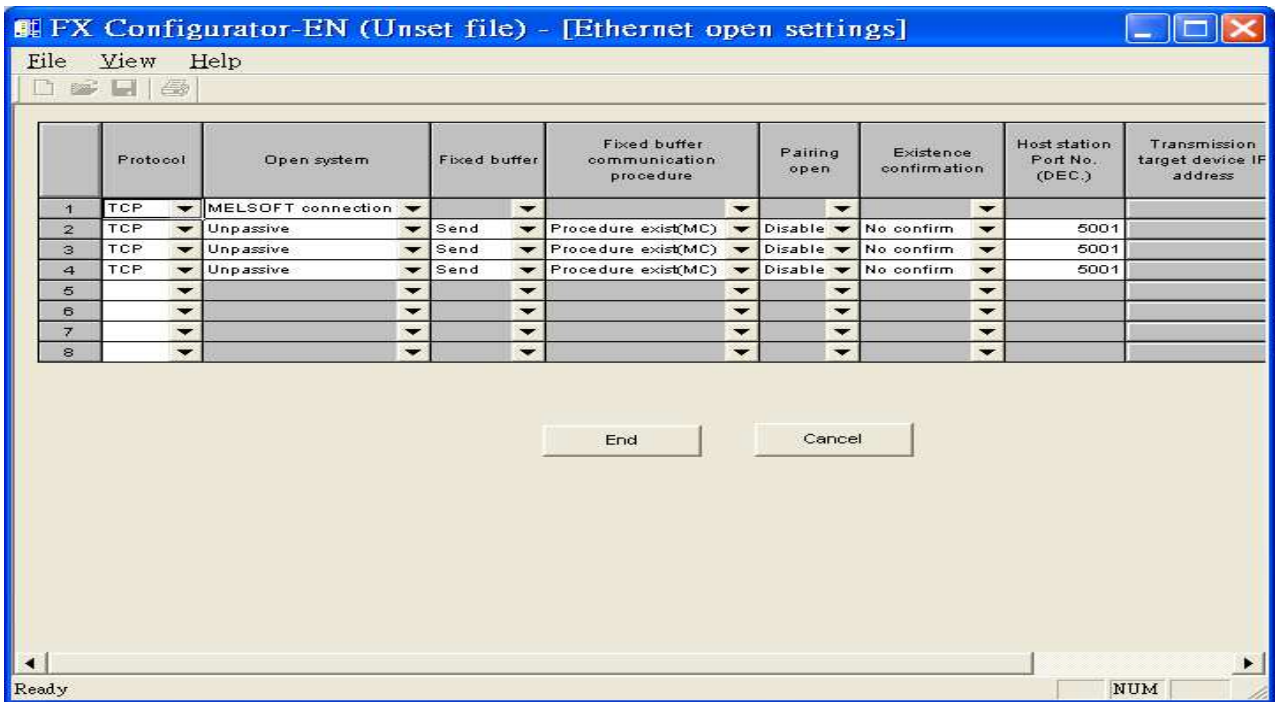 FX Configurator-EN (Unset file) - [Ethernet open settings]
File View Help
Protocol Open system Fixed buffer Fixed buffer communication procedure Pairing open Existence confirmation Host station Port No. (DEC.) Transmission target device IP address
1 TCP MELSOFT connection
2 TCP Unpassive Send Procedure exist(MC) Disable No confirm 5001
3 TCP Unpassive Send Procedure exist(MC) Disable No confirm 5001
4 TCP Unpassive Send Procedure exist(MC) Disable No confirm 5001
5
6
7
8
End Cancel
Ready NUM